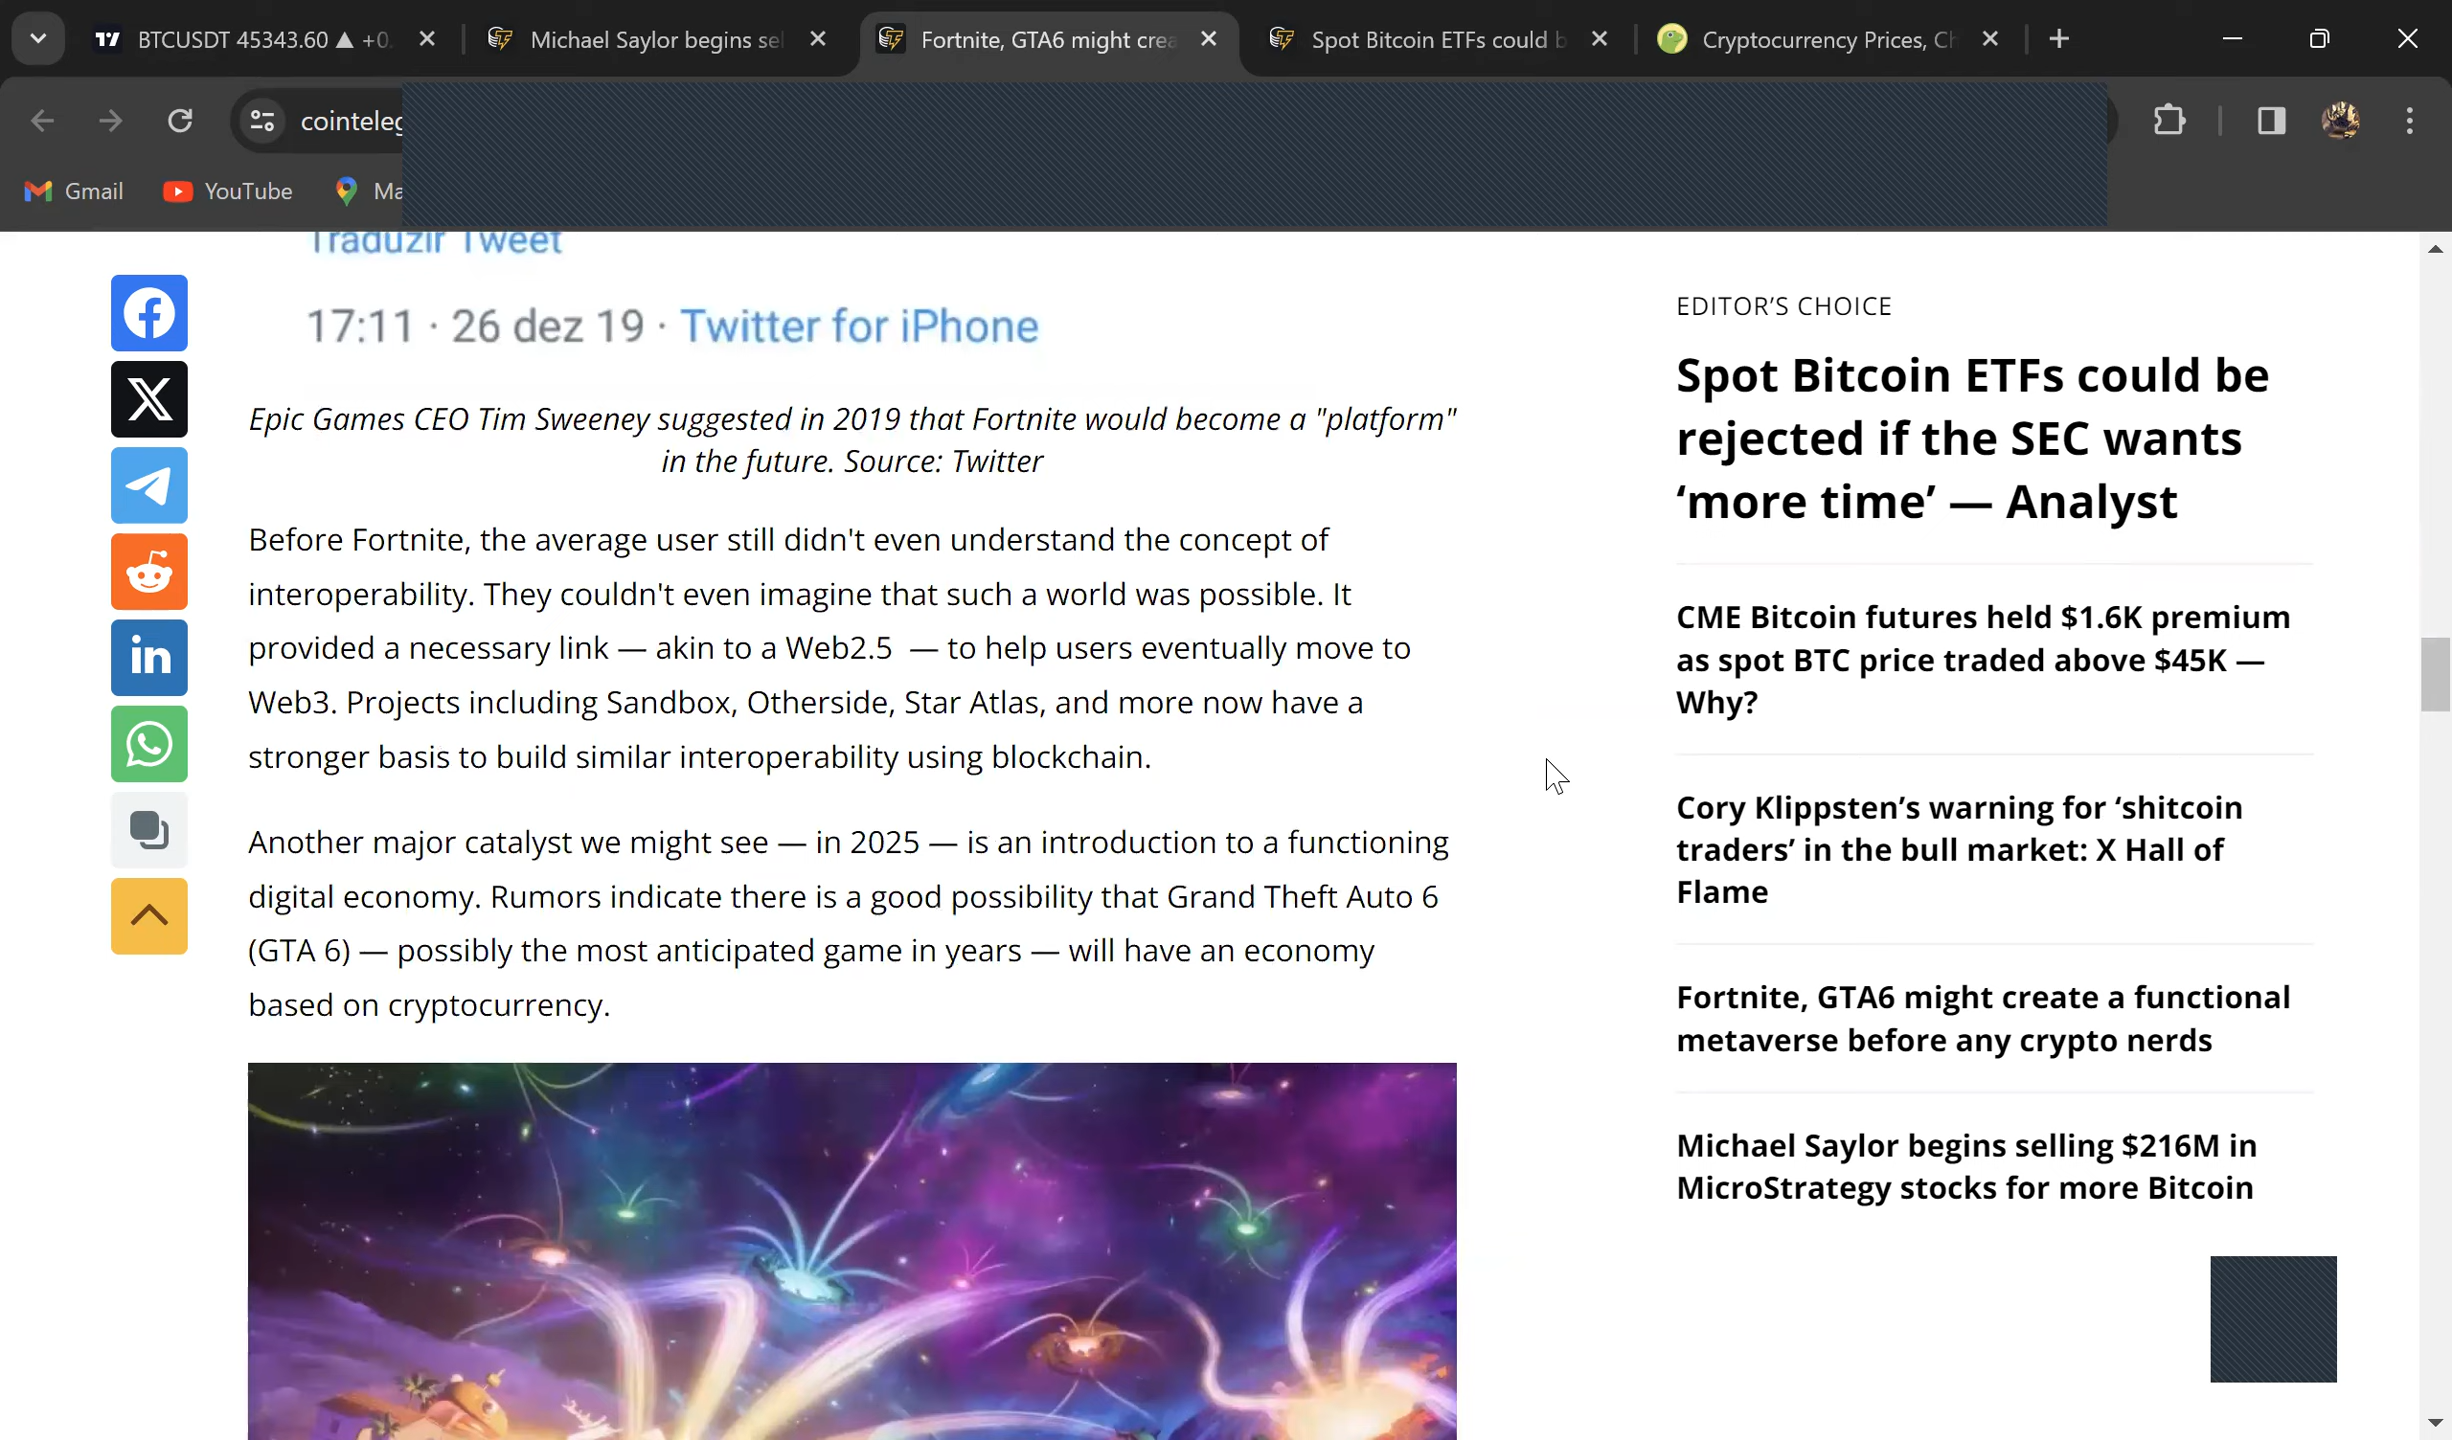 BTCUSDT 45343.60 ▲ +0.
Michael Saylor begins sel
Fortnite, GTA6 might crea
Spot Bitcoin ETFs could b
Cryptocurrency Prices, Ch
cointeleg
Gmail
YouTube
Ma
Traduzir Tweet
17:11 · 26 dez 19 · Twitter for iPhone
Epic Games CEO Tim Sweeney suggested in 2019 that Fortnite would become a "platform"
in the future. Source: Twitter
Before Fortnite, the average user still didn't even understand the concept of
interoperability. They couldn't even imagine that such a world was possible. It
provided a necessary link — akin to a Web2.5 — to help users eventually move to
Web3. Projects including Sandbox, Otherside, Star Atlas, and more now have a
stronger basis to build similar interoperability using blockchain.
Another major catalyst we might see — in 2025 — is an introduction to a functioning
digital economy. Rumors indicate there is a good possibility that Grand Theft Auto 6
(GTA 6) — possibly the most anticipated game in years — will have an economy
based on cryptocurrency.
EDITOR’S CHOICE
Spot Bitcoin ETFs could be
rejected if the SEC wants
‘more time’ — Analyst
CME Bitcoin futures held $1.6K premium
as spot BTC price traded above $45K —
Why?
Cory Klippsten’s warning for ‘shitcoin
traders’ in the bull market: X Hall of
Flame
Fortnite, GTA6 might create a functional
metaverse before any crypto nerds
Michael Saylor begins selling $216M in
MicroStrategy stocks for more Bitcoin